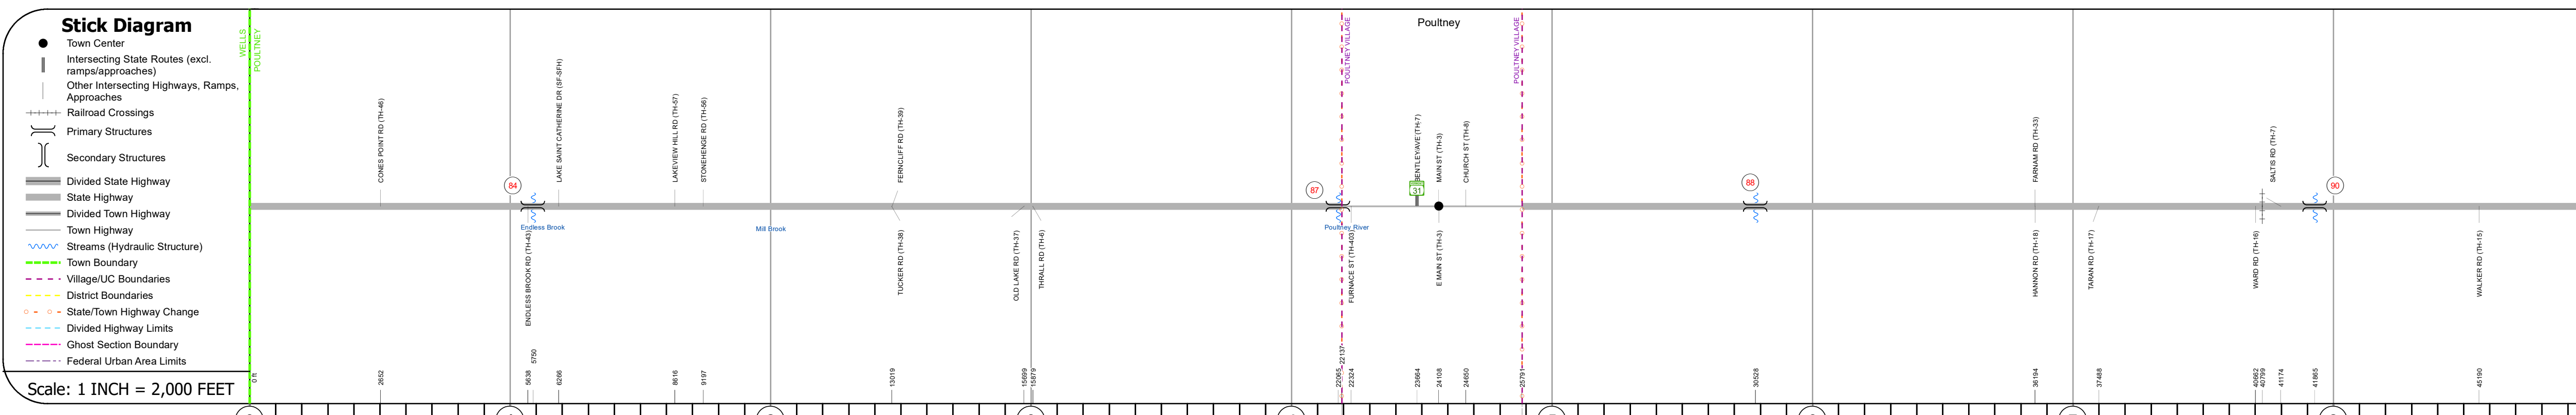 Stick Diagram
Town Center
Intersecting State Routes (excl.
ramps/approaches)
Other Intersecting Highways, Ramps,
Approaches
Railroad Crossings
Primary Structures
Secondary Structures
Divided State Highway
State Highway
Divided Town Highway
Town Highway
Streams (Hydraulic Structure)
Town Boundary
Village/UC Boundaries
District Boundaries
State/Town Highway Change
Divided Highway Limits
Ghost Section Boundary
Federal Urban Area Limits
Scale: 1 INCH = 2,000 FEET
WELLS
POULTNEY
Poultney
POULTNEY VILLAGE
POULTNEY VILLAGE
CONES POINT RD (TH-46)
LAKE SAINT CATHERINE DR (SF-SFH)
LAKEVIEW HILL RD (TH-57)
STONEHENGE RD (TH-56)
FERNCLIFF RD (TH-39)
BENTLEY/AVE (TH-7)
MAIN ST (TH-3)
CHURCH ST (TH-8)
FARNAM RD (TH-33)
SALTIS RD (TH-7)
84
87
31
88
90
Endless Brook
Mill Brook
Poultney River
ENDLESS BROOK RD (TH-43)
TUCKER RD (TH-38)
OLD LAKE RD (TH-37)
THRALL RD (TH-6)
FURNACE ST (TH-403)
E MAIN ST (TH-3)
HANNON RD (TH-18)
TARAN RD (TH-17)
WARD RD (TH-16)
WALKER RD (TH-15)
0 ft
2652
5638
5750
6266
8616
9197
13019
15699
15879
22065
22137
22324
23664
24108
24650
25791
30528
36194
37488
40662
40799
41174
41865
45190